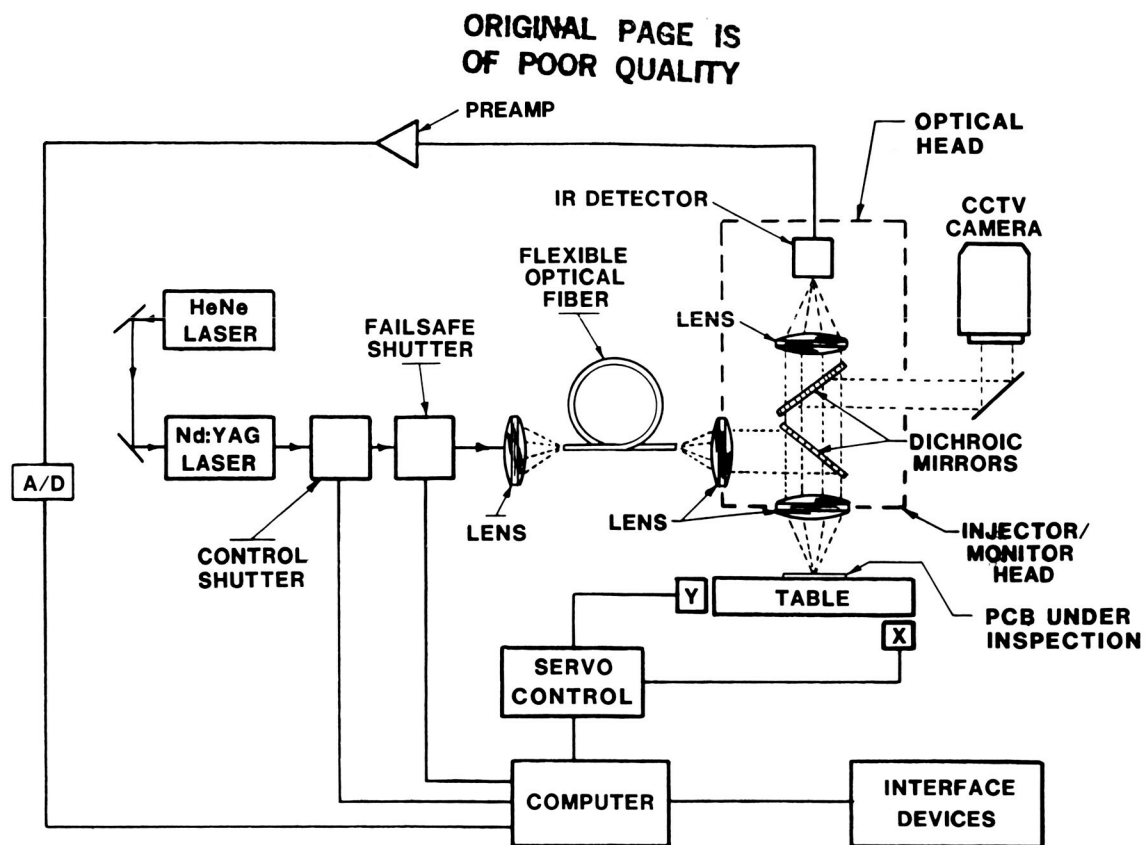 ORIGINAL PAGE IS
OF POOR QUALITY
PREAMP
OPTICAL
HEAD
IR DETECTOR
CCTV
CAMERA
FLEXIBLE
OPTICAL
FIBER
HeNe
LASER
FAILSAFE
SHUTTER
LENS
Nd:YAG
LASER
DICHROIC
MIRRORS
A/D
CONTROL
SHUTTER
LENS
LENS
INJECTOR/
MONITOR
HEAD
Y
TABLE
X
PCB UNDER
INSPECTION
SERVO
CONTROL
COMPUTER
INTERFACE
DEVICES